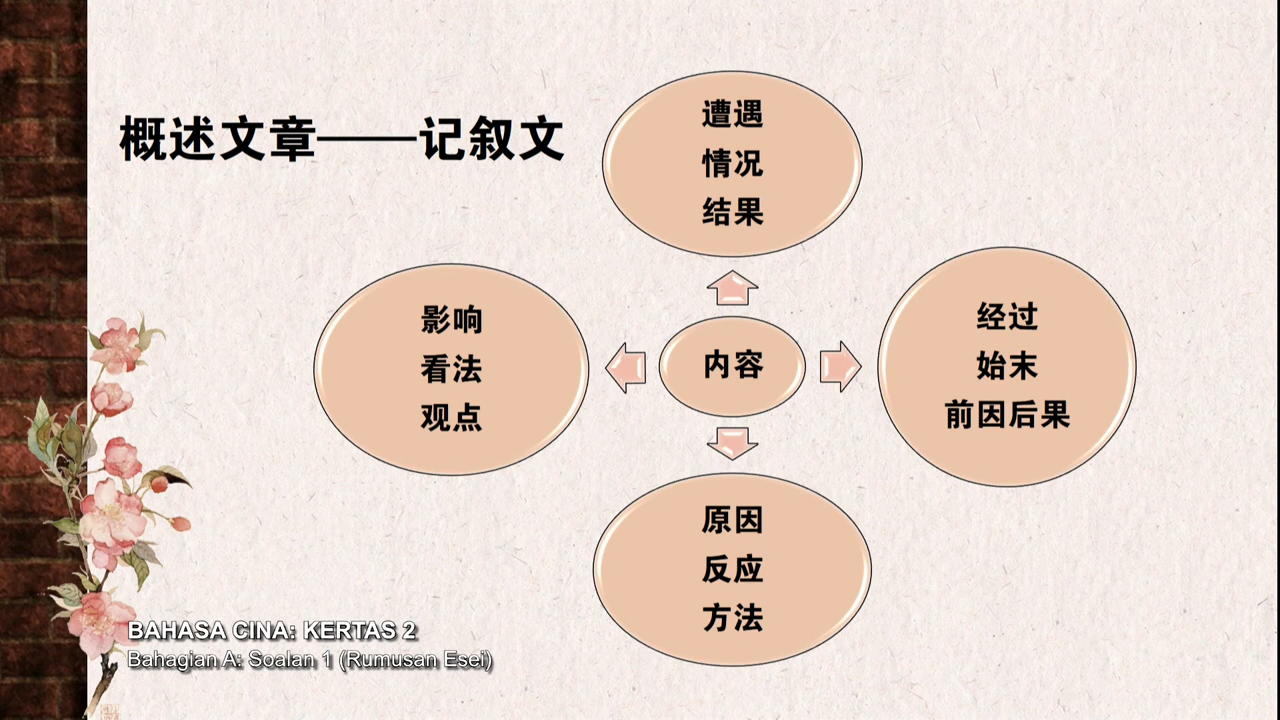 概述文章——记叙文
遭遇
情况
结果
影响
看法
观点
内容
经过
始末
前因后果
原因
反应
方法
BAHASA CINA: KERTAS 2
Bahagian A: Soalan 1 (Rumusan Esei)